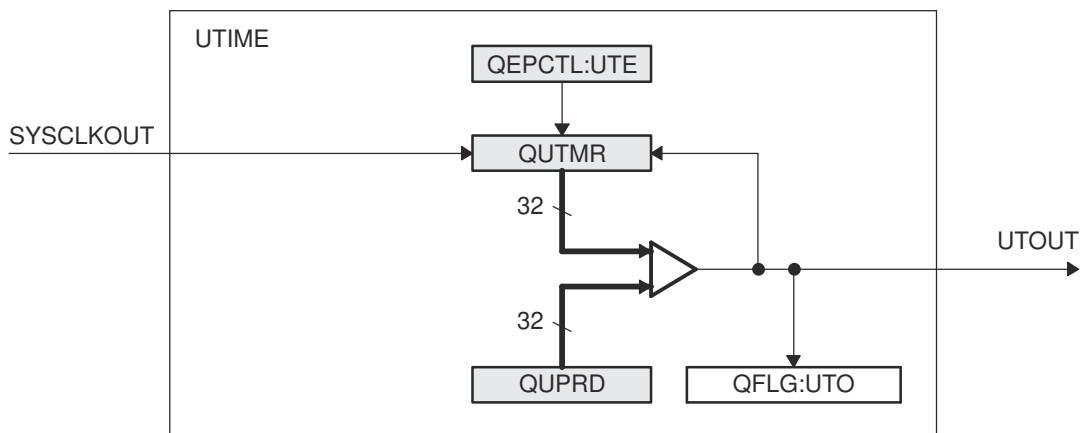 UTIME
QEPCTL:UTE
SYSCLKOUT
QUTMR
32
UTOUT
32
QUPRD
QFLG:UTO